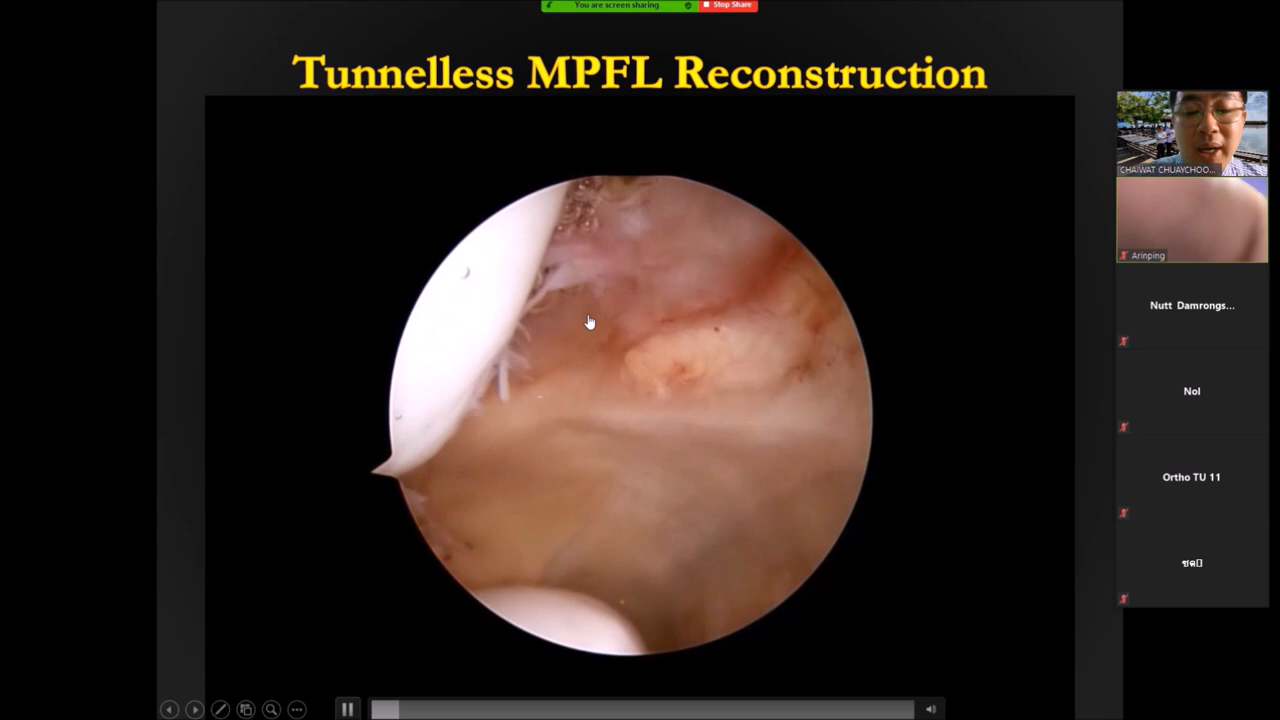 You are screen sharing
Stop Share
Tunnelless MPFL Reconstruction
CHAIWAT CHUAYCHOO...
Arinping
Nutt Damrongs...
Nol
Ortho TU 11